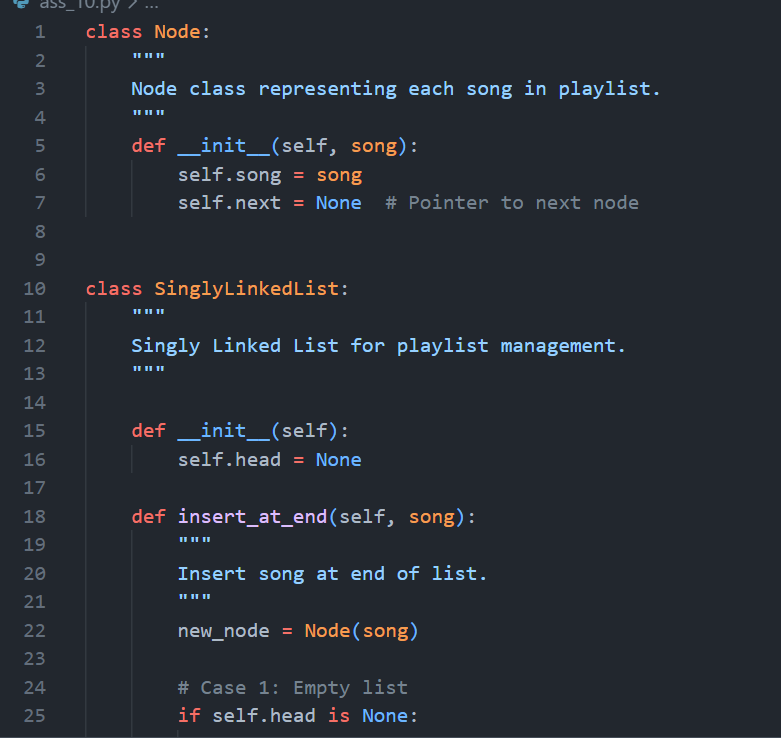 ass_10.py > ...
1 class Node:
2     """
3     Node class representing each song in playlist.
4     """
5     def __init__(self, song):
6         self.song = song
7         self.next = None  # Pointer to next node
8
9
10 class SinglyLinkedList:
11     """
12     Singly Linked List for playlist management.
13     """
14
15     def __init__(self):
16         self.head = None
17
18     def insert_at_end(self, song):
19         """
20         Insert song at end of list.
21         """
22         new_node = Node(song)
23
24         # Case 1: Empty list
25         if self.head is None: